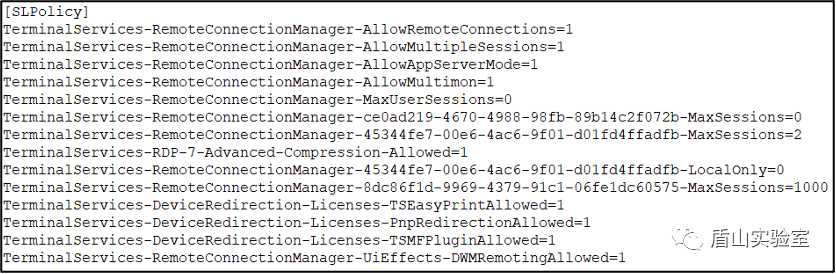 [SLPolicy]
TerminalServices-RemoteConnectionManager-AllowRemoteConnections=1
TerminalServices-RemoteConnectionManager-AllowMultipleSessions=1
TerminalServices-RemoteConnectionManager-AllowAppServerMode=1
TerminalServices-RemoteConnectionManager-AllowMultimon=1
TerminalServices-RemoteConnectionManager-MaxUserSessions=0
TerminalServices-RemoteConnectionManager-ce0ad219-4670-4988-98fb-89b14c2f072b-MaxSessions=0
TerminalServices-RemoteConnectionManager-45344fe7-00e6-4ac6-9f01-d01fd4ffadfb-MaxSessions=2
TerminalServices-RDP-7-Advanced-Compression-Allowed=1
TerminalServices-RemoteConnectionManager-45344fe7-00e6-4ac6-9f01-d01fd4ffadfb-LocalOnly=0
TerminalServices-RemoteConnectionManager-8dc86f1d-9969-4379-91c1-06fe1dc60575-MaxSessions=1000
TerminalServices-DeviceRedirection-Licenses-TSEasyPrintAllowed=1
TerminalServices-DeviceRedirection-Licenses-PnpRedirectionAllowed=1
TerminalServices-DeviceRedirection-Licenses-TSMFPluginAllowed=1
TerminalServices-RemoteConnectionManager-UiEffects-DWMRemotingAllowed=1
盾山实验室